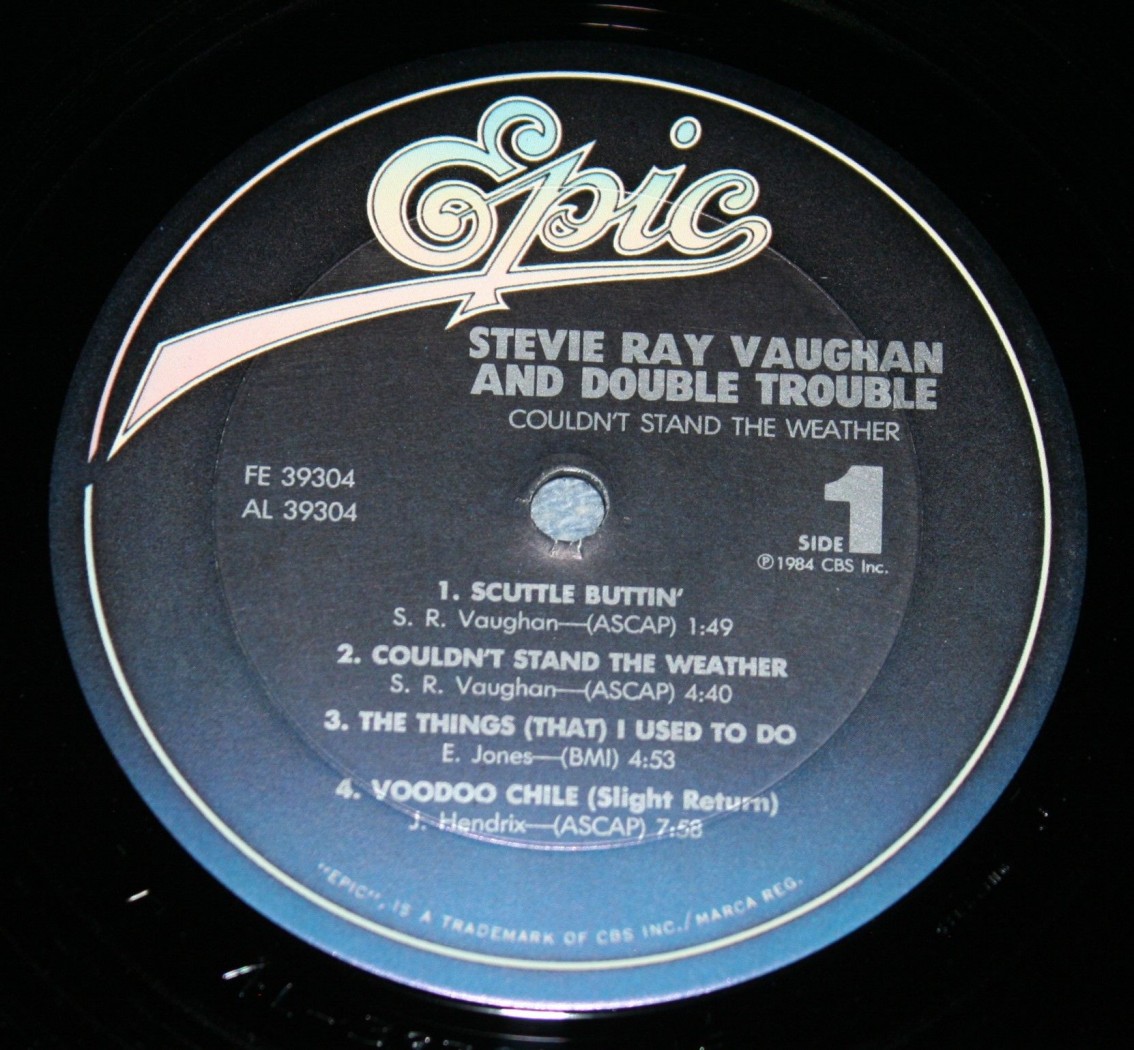 Epic
STEVIE RAY VAUGHAN
AND DOUBLE TROUBLE
COULDN'T STAND THE WEATHER
FE 39304
AL 39304
SIDE 1
℗1984 CBS Inc.
1. SCUTTLE BUTTIN'
S. R. Vaughan—(ASCAP) 1:49
2. COULDN'T STAND THE WEATHER
S. R. Vaughan—(ASCAP) 4:40
3. THE THINGS (THAT) I USED TO DO
E. Jones—(BMI) 4:53
4. VOODOO CHILE (Slight Return)
J. Hendrix—(ASCAP) 7:58
"EPIC", IS A TRADEMARK OF CBS INC./MARCA REG.